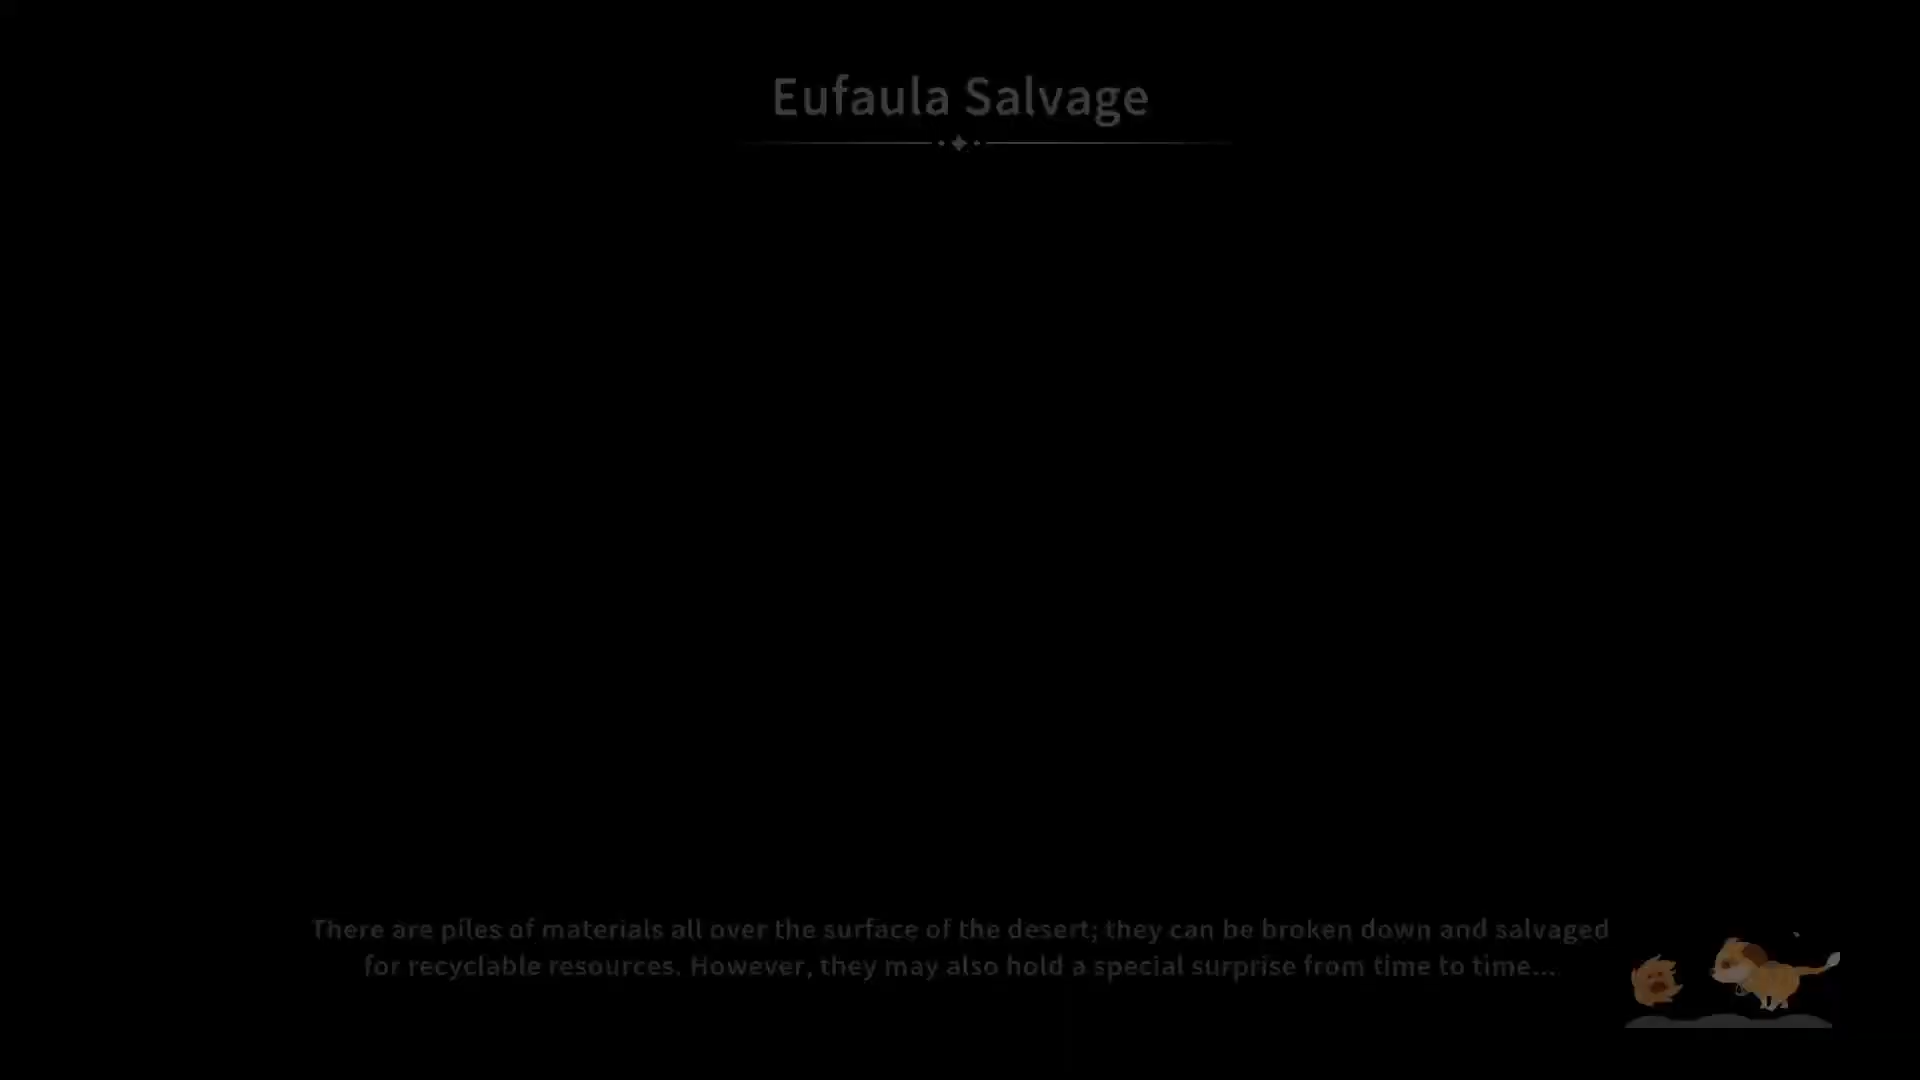 Eufaula Salvage
There are piles of materials all over the surface of the desert; they can be broken down and salvaged
for recyclable resources. However, they may also hold a special surprise from time to time...